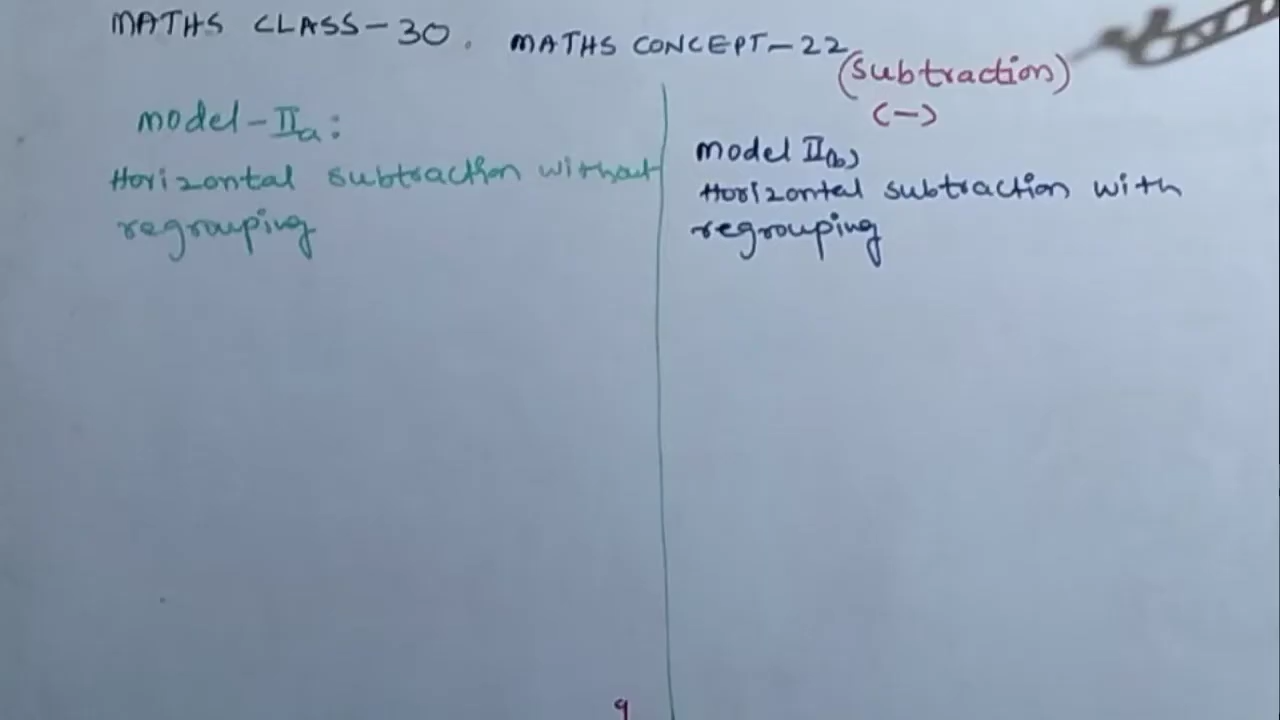 MATHS CLASS-30. MATHS CONCEPT-22
(subtraction)
(-)
model-IIa:
Horizontal subtraction without
regrouping
model II(b)
Horizontal subtraction with
regrouping
9